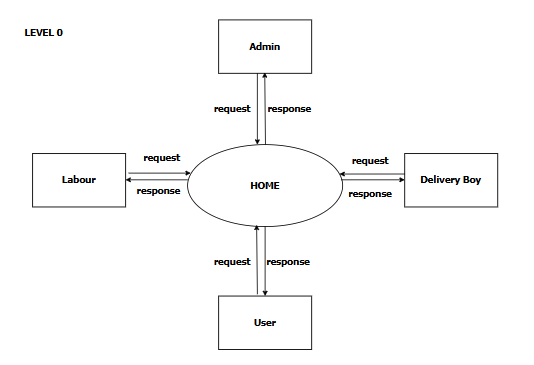 LEVEL 0
Admin
request
response
request
response
Labour
HOME
request
response
Delivery Boy
request
response
User